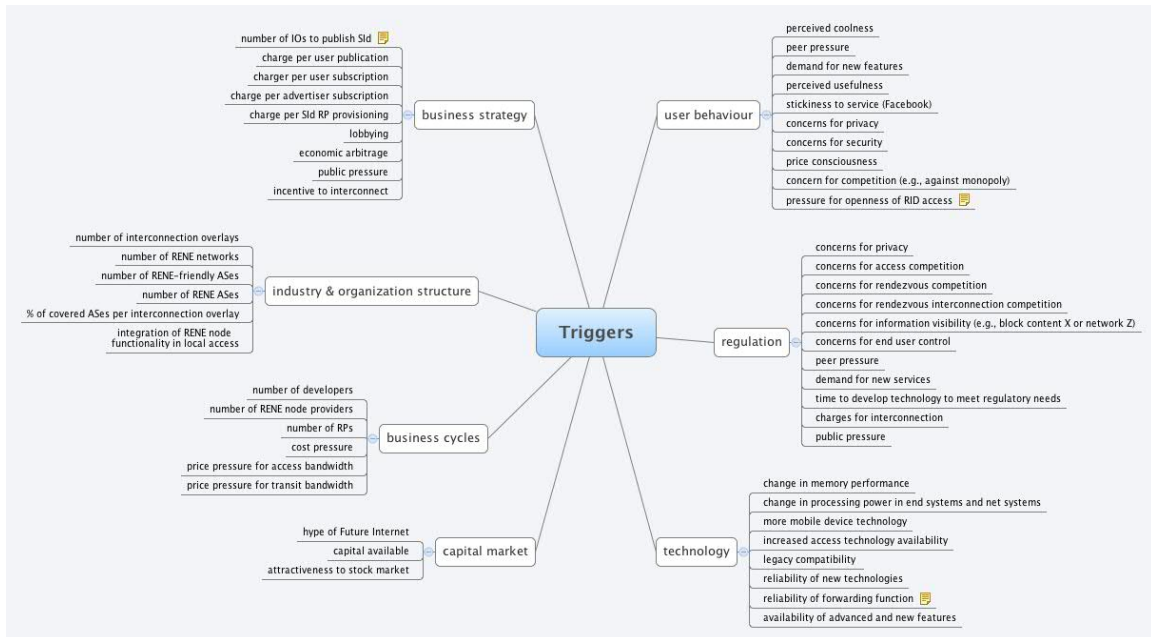 number of IOs to publish SId
charge per user publication
charger per user subscription
charge per advertiser subscription
charge per SId RP provisioning
lobbying
economic arbitrage
public pressure
incentive to interconnect
business strategy
number of interconnection overlays
number of RENE networks
number of RENE-friendly ASes
number of RENE ASes
% of covered ASes per interconnection overlay
integration of RENE node
functionality in local access
industry & organization structure
number of developers
number of RENE node providers
number of RPs
cost pressure
price pressure for access bandwidth
price pressure for transit bandwidth
business cycles
hype of Future Internet
capital available
attractiveness to stock market
capital market
Triggers
user behaviour
perceived coolness
peer pressure
demand for new features
perceived usefulness
stickiness to service (Facebook)
concerns for privacy
concerns for security
price consciousness
concern for competition (e.g., against monopoly)
pressure for openness of RID access
regulation
concerns for privacy
concerns for access competition
concerns for rendezvous competition
concerns for rendezvous interconnection competition
concerns for information visibility (e.g., block content X or network Z)
concerns for end user control
peer pressure
demand for new services
time to develop technology to meet regulatory needs
charges for interconnection
public pressure
technology
change in memory performance
change in processing power in end systems and net systems
more mobile device technology
increased access technology availability
legacy compatibility
reliability of new technologies
reliability of forwarding function
availability of advanced and new features